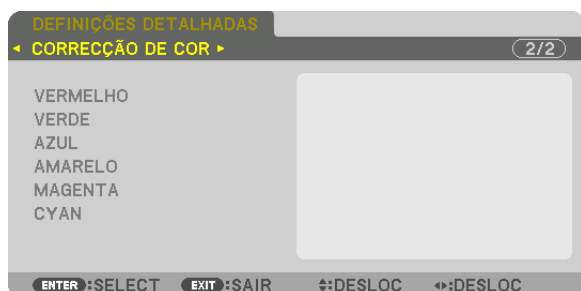 DEFINIÇÕES DETALHADAS
◂ CORRECÇÃO DE COR ▸ 2/2
VERMELHO
VERDE
AZUL
AMARELO
MAGENTA
CYAN
ENTER :SELECT EXIT :SAIR :DESLOC :DESLOC